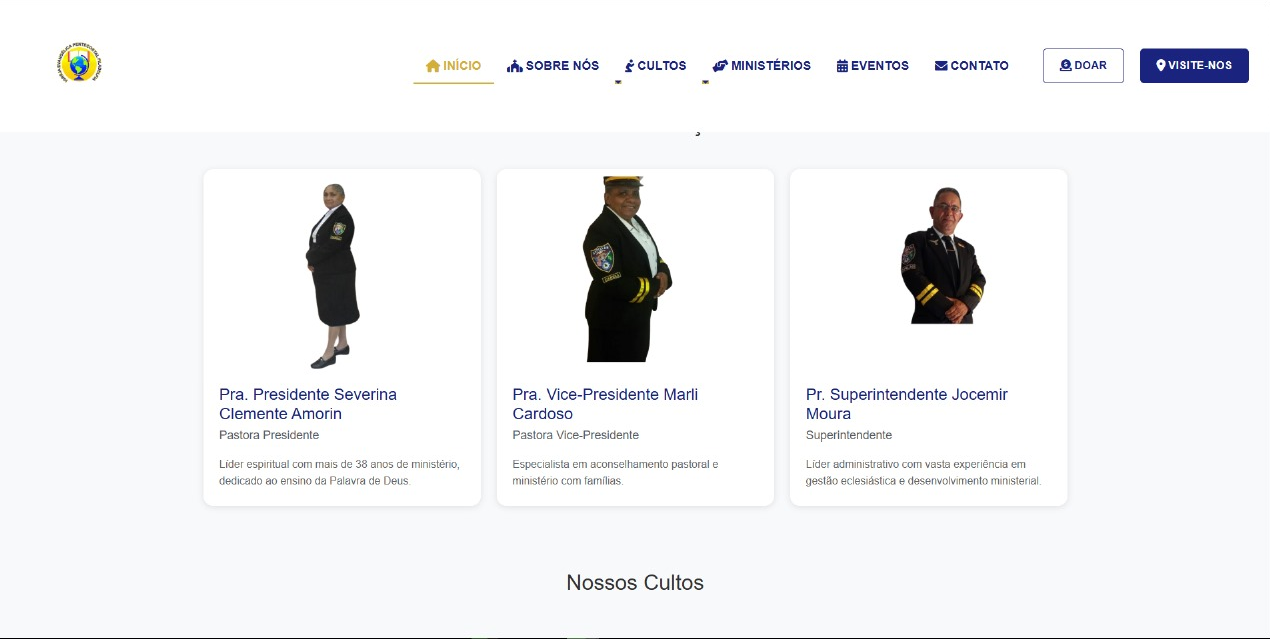 INÍCIO
SOBRE NÓS
CULTOS
MINISTÉRIOS
EVENTOS
CONTATO
DOAR
VISITE-NOS
Pra. Presidente Severina
Clemente Amorin
Pastora Presidente
Líder espiritual com mais de 38 anos de ministério,
dedicado ao ensino da Palavra de Deus.
Pra. Vice-Presidente Marli
Cardoso
Pastora Vice-Presidente
Especialista em aconselhamento pastoral e
ministério com famílias.
Pr. Superintendente Jocemir
Moura
Superintendente
Líder administrativo com vasta experiência em
gestão eclesiástica e desenvolvimento ministerial.
Nossos Cultos